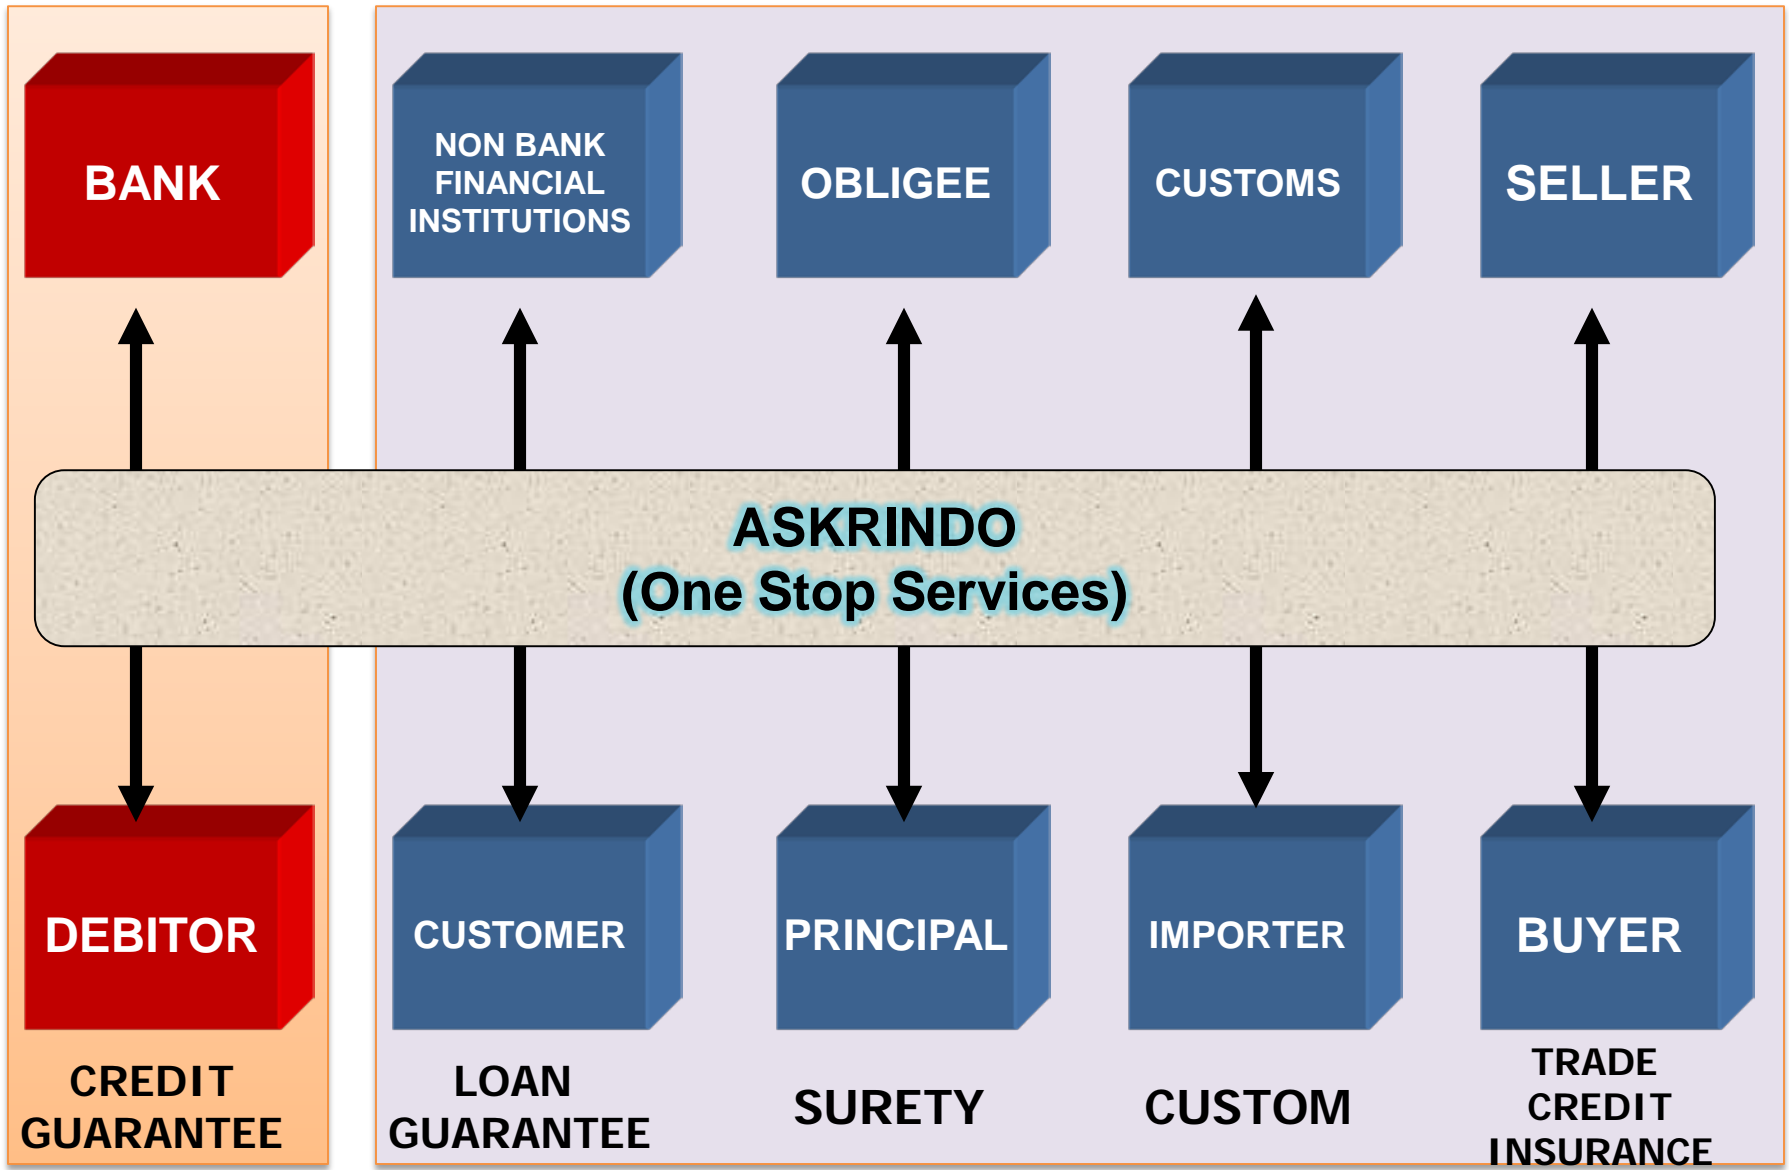 BANK
NON BANK
FINANCIAL
INSTITUTIONS
OBLIGEE
CUSTOMS
SELLER
ASKRINDO
(One Stop Services)
DEBITOR
CUSTOMER
PRINCIPAL
IMPORTER
BUYER
CREDIT
GUARANTEE
LOAN
GUARANTEE
SURETY
CUSTOM
TRADE
CREDIT
INSURANCE